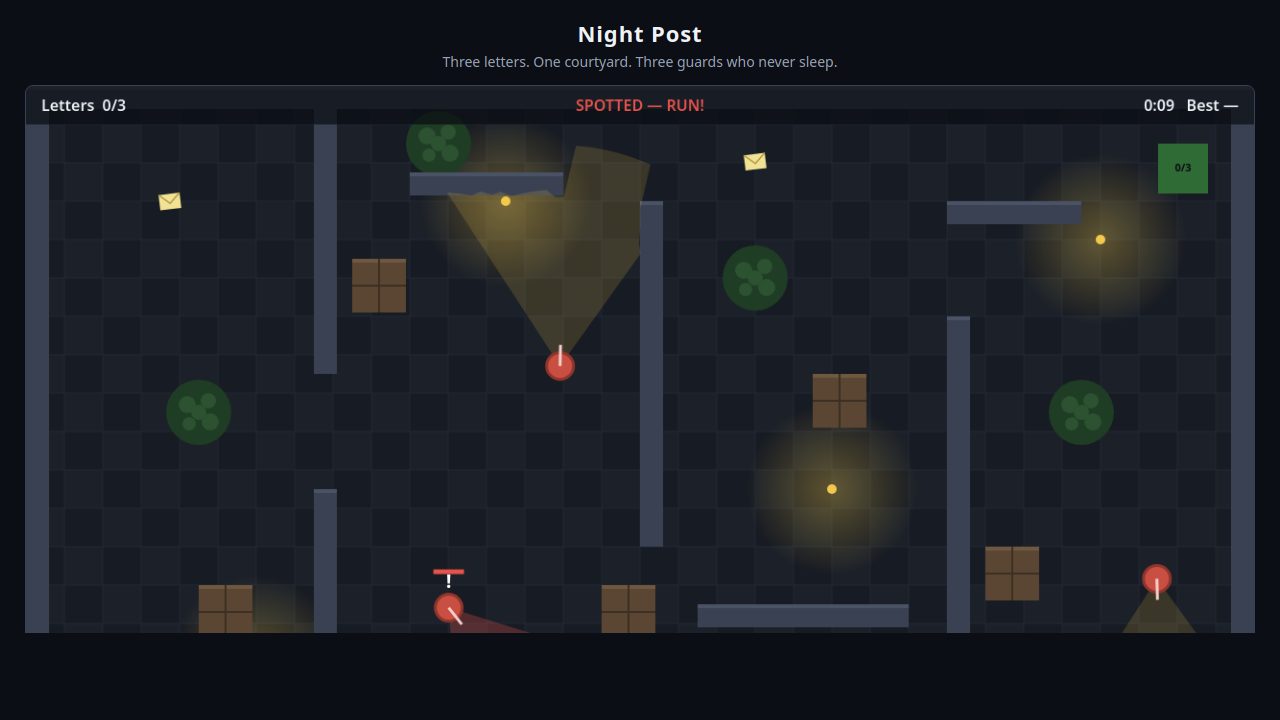 Night Post
Three letters. One courtyard. Three guards who never sleep.
Letters 0/3
SPOTTED — RUN!
0:09 Best —
0/3
!